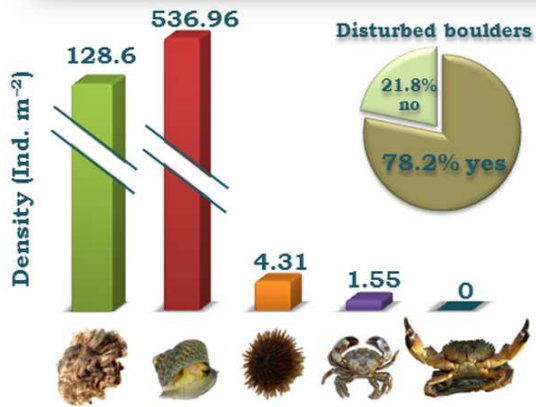 536.96
128.6
Density (Ind. m⁻²)
4.31
1.55
0
Disturbed boulders
21.8%
no
78.2% yes